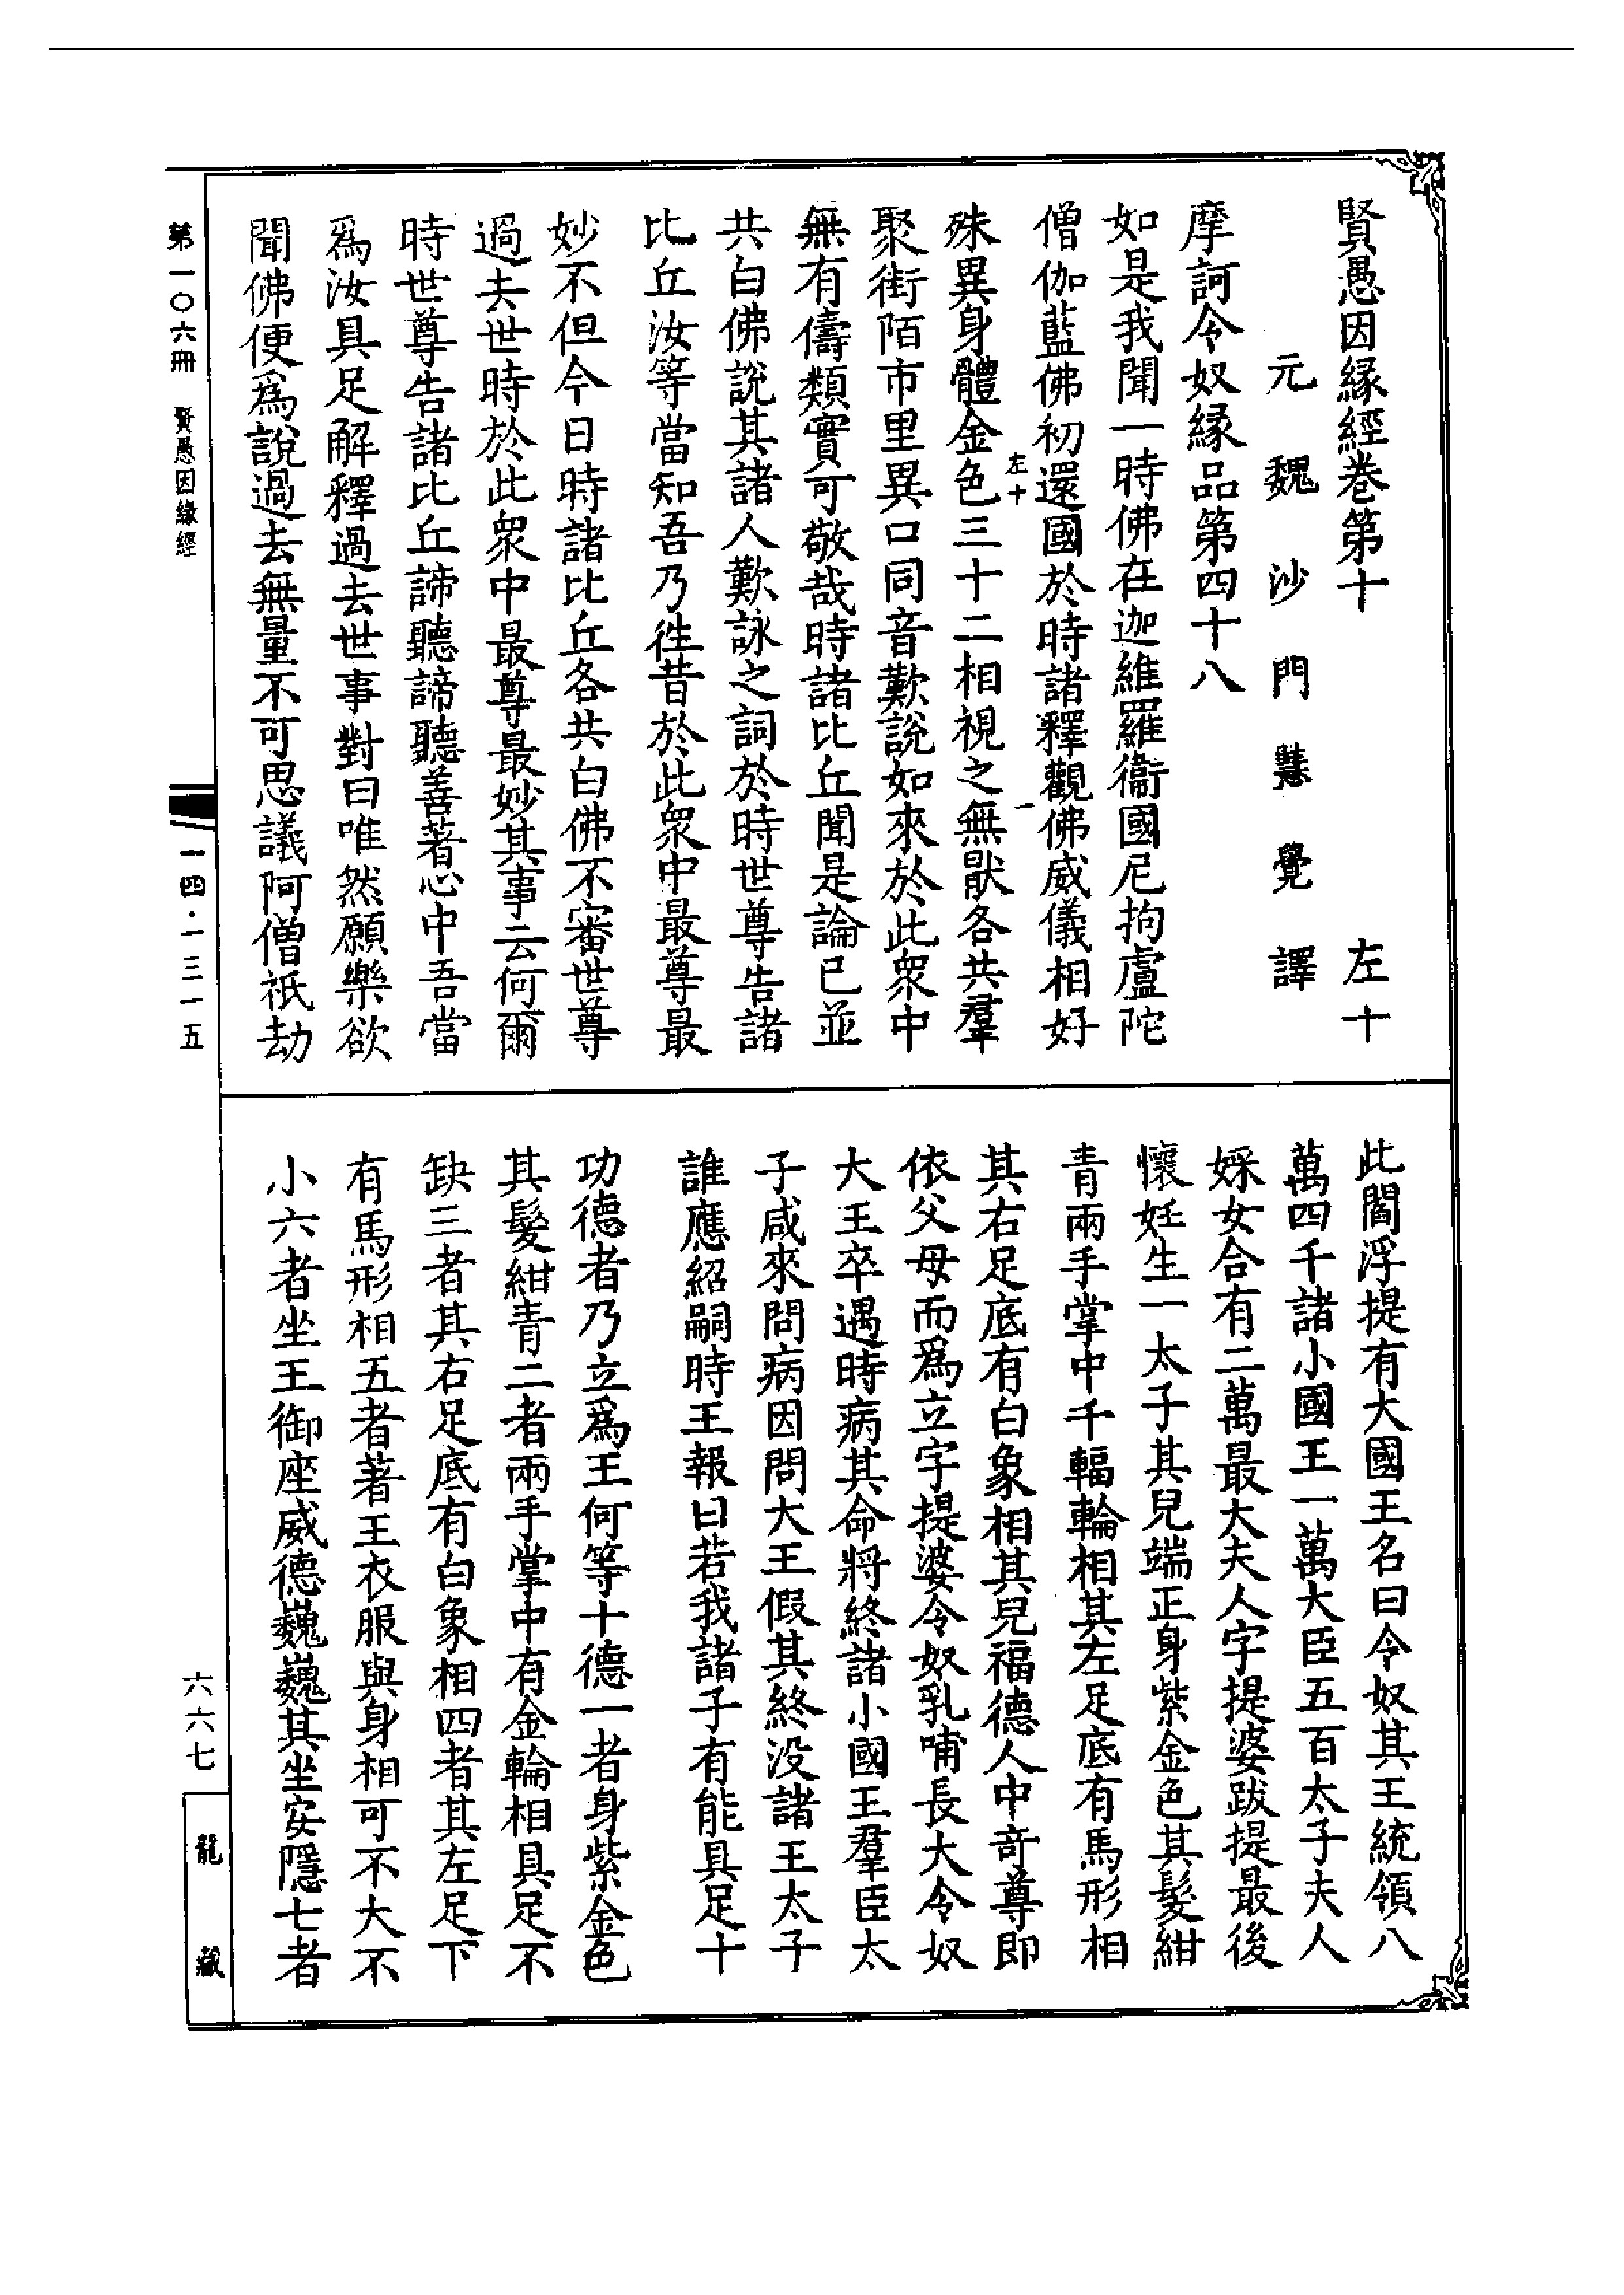 賢愚因緣經卷第十　左十
元魏沙門慧覺譯
摩訶令奴緣品第四十八
如是我聞一時佛在迦維羅衞國尼拘盧陀
僧伽藍佛初還國於時諸釋觀佛威儀相好
左十　一
殊異身體金色三十二相視之無厭各共羣
聚街陌市里異口同音歎說如來於此衆中
無有儔類實可敬哉時諸比丘聞是論已並
共白佛說其諸人歎詠之詞於時世尊告諸
比丘汝等當知吾乃徃昔於此衆中最尊最
妙不但今日時諸比丘各共白佛不審世尊
過去世時於此衆中最尊最妙其事云何爾
時世尊告諸比丘諦聽諦聽善著心中吾當
爲汝具足解釋過去世事對曰唯然願樂欲
聞佛便爲說過去無量不可思議阿僧祇劫
此閻浮提有大國王名曰令奴其王統領八
萬四千諸小國王一萬大臣五百太子夫人
婇女合有二萬最大夫人字提婆跋提最後
懷妊生一太子其兒端正身紫金色其髮紺
青兩手掌中千輻輪相其左足底有馬形相
其右足底有白象相其兒福德人中奇尊即
依父母而爲立字提婆令奴乳哺長大令奴
大王卒遇時病其命將終諸小國王羣臣太
子咸來問病因問大王假其終没諸王太子
誰應紹嗣時王報曰若我諸子有能具足十
功德者乃立爲王何等十德一者身紫金色
其髮紺青二者兩手掌中有金輪相具足不
缺三者其右足底有白象相四者其左足下
有馬形相五者著王衣服與身相可不大不
小六者坐王御座威德巍巍其坐安隱七者
第一〇六冊　賢愚因緣經
一四·一三一五
六六七
龍藏